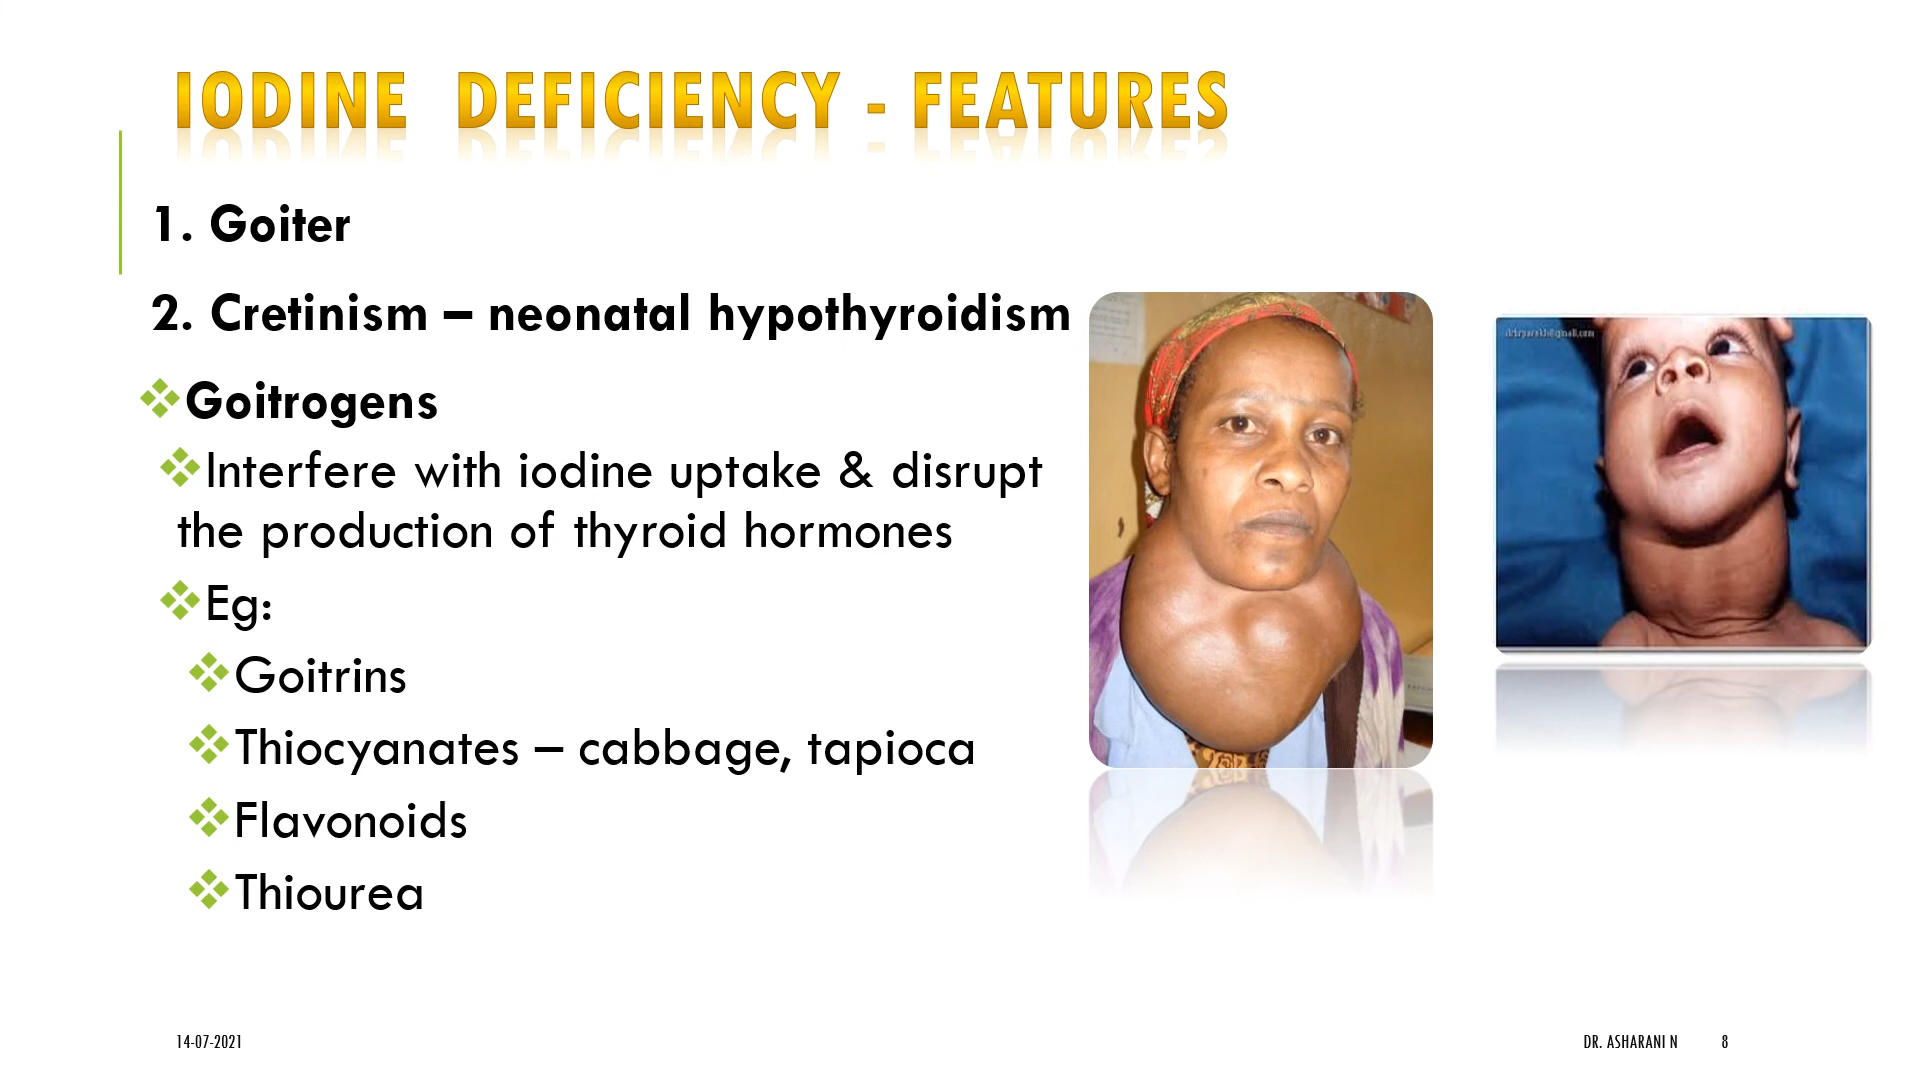 IODINE DEFICIENCY - FEATURES
1. Goiter
2. Cretinism – neonatal hypothyroidism
❖Goitrogens
❖Interfere with iodine uptake & disrupt
the production of thyroid hormones
❖Eg:
❖Goitrins
❖Thiocyanates – cabbage, tapioca
❖Flavonoids
❖Thiourea
14-07-2021
DR. ASHARANI N
8